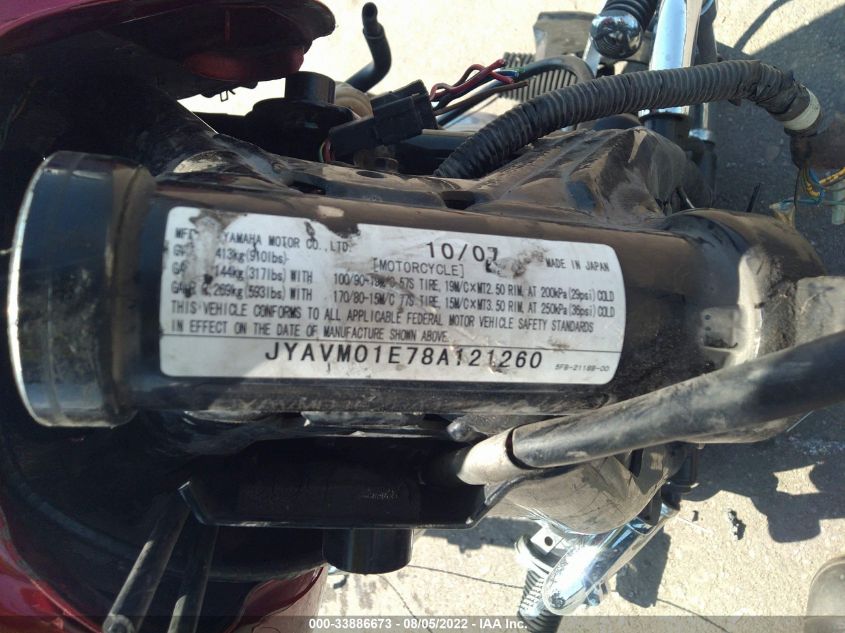 MFD YAMAHA MOTOR CO., LTD. 10/07
413kg (910lbs) [MOTORCYCLE] MADE IN JAPAN
144kg (317lbs) WITH 100/90-19M/C 57S TIRE, 19M/C×MT2.50 RIM, AT 200kPa (29psi) COLD
269kg (593lbs) WITH 170/80-15M/C 77S TIRE, 15M/C×MT3.50 RIM, AT 250kPa (36psi) COLD
THIS VEHICLE CONFORMS TO ALL APPLICABLE FEDERAL MOTOR VEHICLE SAFETY STANDARDS
IN EFFECT ON THE DATE OF MANUFACTURE SHOWN ABOVE.
JYAVM01E78A121260
© 000-33886673 - 08/05/2022 - IAA Inc.